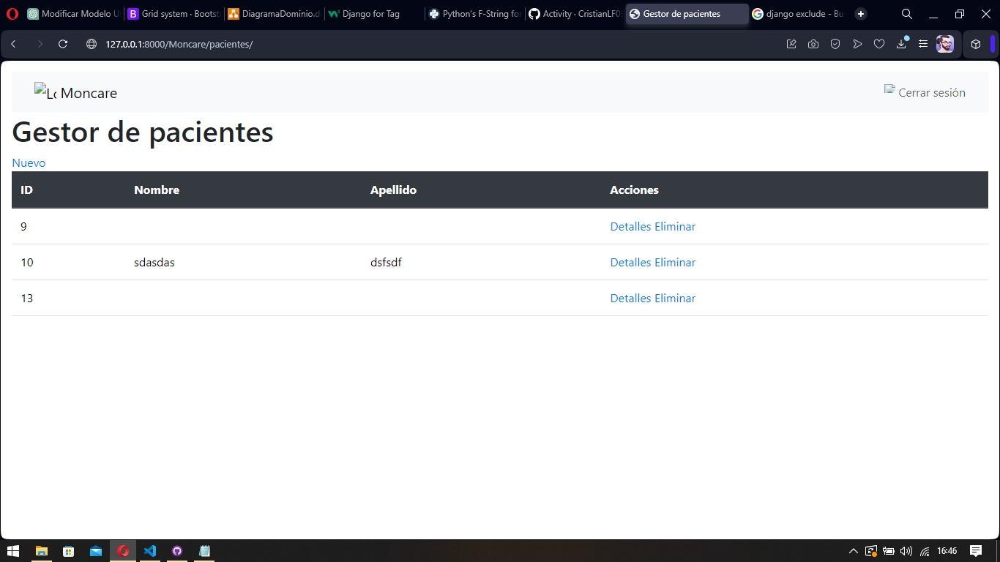 Modificar Modelo U
Grid system · Bootst
DiagramaDominio.d
Django for Tag
Python's F-String for
Activity · CristianLF0
Gestor de pacientes
django exclude - Bu
127.0.0.1:8000/Moncare/pacientes/
Moncare
Cerrar sesión
Gestor de pacientes
Nuevo
ID Nombre Apellido Acciones
9 Detalles Eliminar
10 sdasdas dsfsdf Detalles Eliminar
13 Detalles Eliminar
16:46